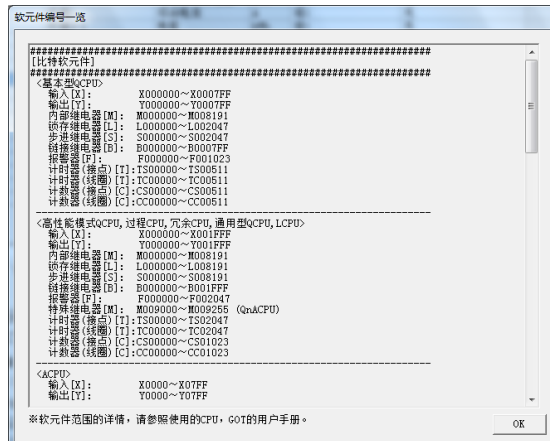 软元件编号一览
####################################################################
[比特软元件]
####################################################################
<基本型QCPU>
输入[X]: X000000~X0007FF
输出[Y]: Y000000~Y0007FF
内部继电器[M]: M000000~M008191
锁存继电器[L]: L000000~L002047
步进继电器[S]: S000000~S002047
链接继电器[B]: B000000~B0007FF
报警器[F]: F000000~F001023
计时器(接点)[T]:TS00000~TS00511
计时器(线圈)[T]:TC00000~TC00511
计数器(接点)[C]:CS00000~CS00511
计数器(线圈)[C]:CC00000~CC00511
<高性能模式QCPU,过程CPU,冗余CPU,通用型QCPU,LCPU>
输入[X]: X000000~X001FFF
输出[Y]: Y000000~Y001FFF
内部继电器[M]: M000000~M008191
锁存继电器[L]: L000000~L008191
步进继电器[S]: S000000~S008191
链接继电器[B]: B000000~B001FFF
报警器[F]: F000000~F002047
特殊继电器[M]: M009000~M009255 (QnACPU)
计时器(接点)[T]:TS00000~TS02047
计时器(线圈)[T]:TC00000~TC02047
计数器(接点)[C]:CS00000~CS01023
计数器(线圈)[C]:CC00000~CC01023
<ACPU>
输入[X]: X0000~X07FF
输出[Y]: Y0000~Y07FF
※软元件范围的详情，请参照使用的CPU，GOT的用户手册。
OK